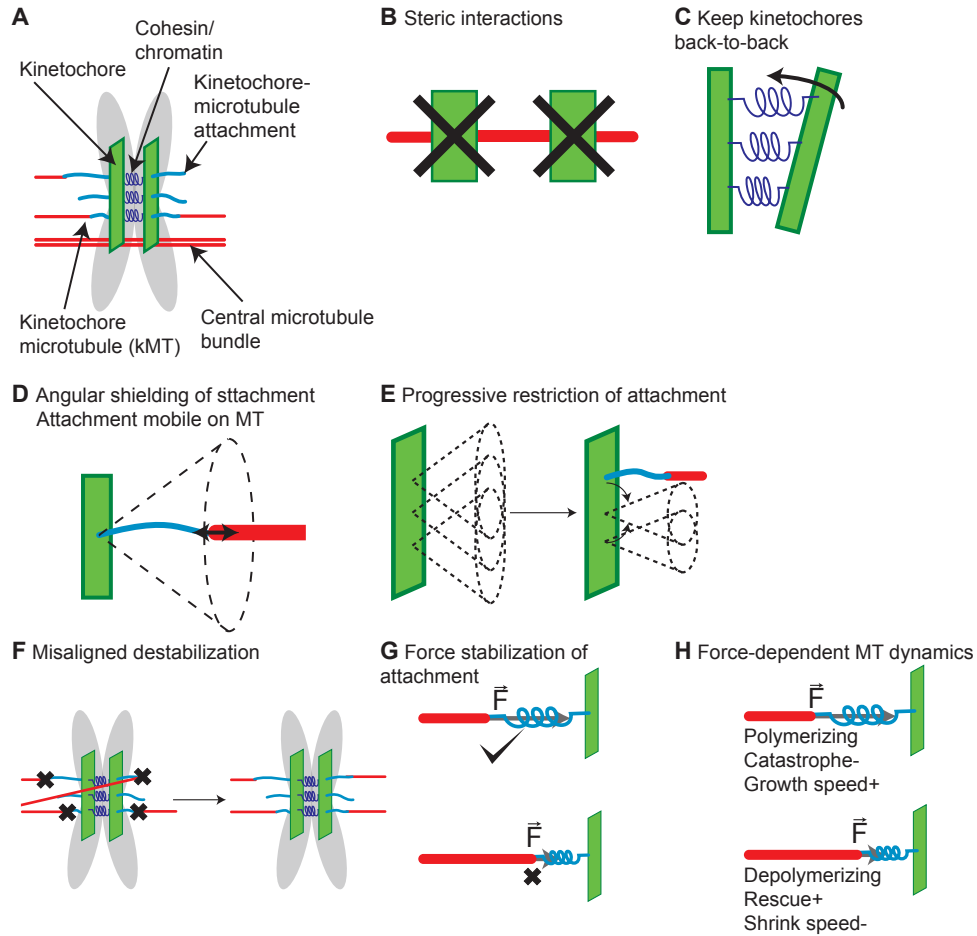 A
Cohesin/
chromatin
Kinetochore
Kinetochore-
microtubule
attachment
Kinetochore
microtubule (kMT)
Central microtubule
bundle
B Steric interactions
C Keep kinetochores
back-to-back
D Angular shielding of sttachment
Attachment mobile on MT
E Progressive restriction of attachment
F Misaligned destabilization
G Force stabilization of
attachment
F
F
H Force-dependent MT dynamics
F
Polymerizing
Catastrophe-
Growth speed+
F
Depolymerizing
Rescue+
Shrink speed-